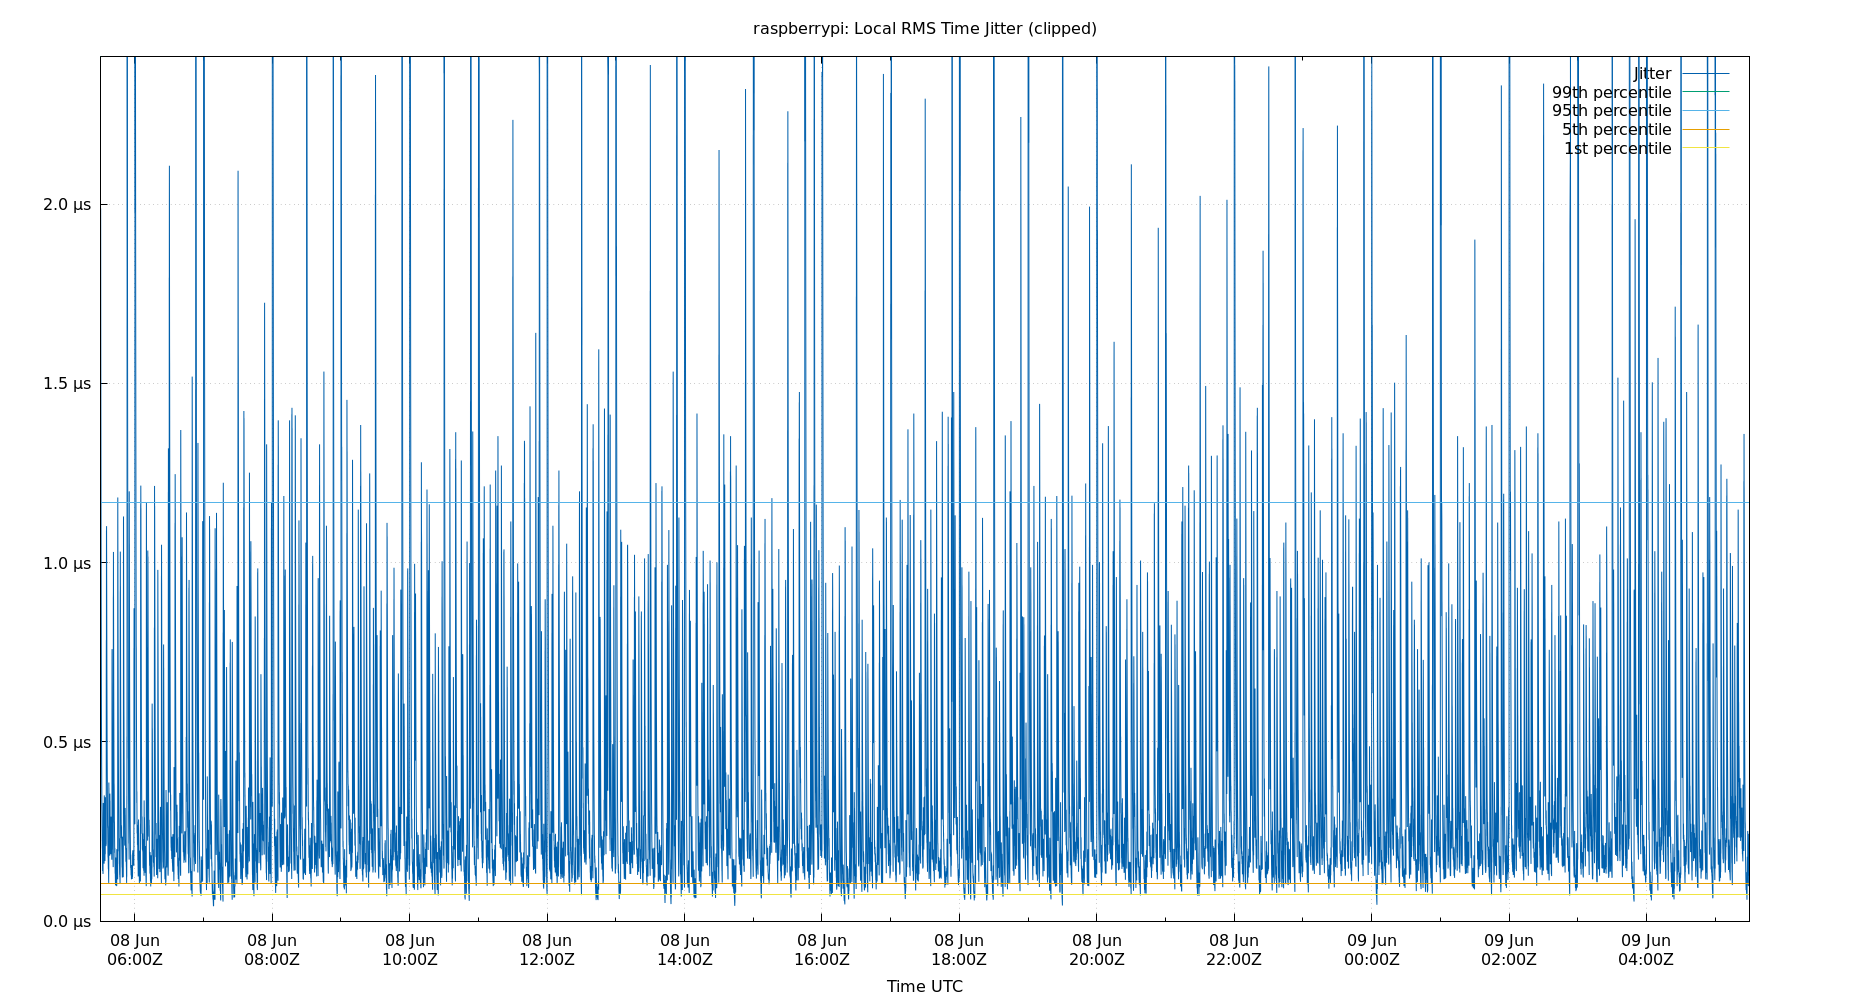 raspberrypi: Local RMS Time Jitter (clipped)
Jitter
99th percentile
95th percentile
5th percentile
1st percentile
2.0 µs
1.5 µs
1.0 µs
0.5 µs
0.0 µs
08 Jun 08 Jun 08 Jun 08 Jun 08 Jun 08 Jun 08 Jun 08 Jun 08 Jun 09 Jun 09 Jun 09 Jun
06:00Z 08:00Z 10:00Z 12:00Z 14:00Z 16:00Z 18:00Z 20:00Z 22:00Z 00:00Z 02:00Z 04:00Z
Time UTC